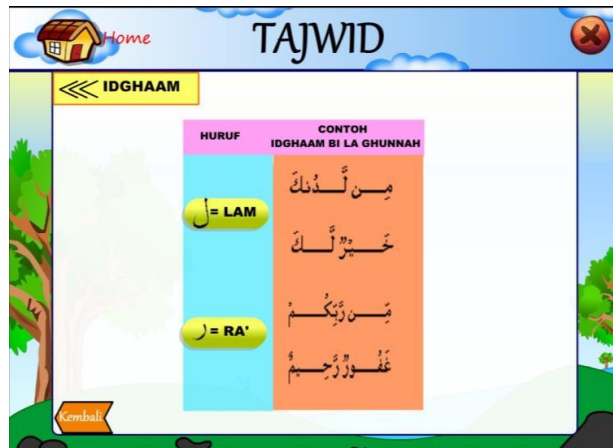 Home
TAJWID
IDGHAAM
HURUF
CONTOH
IDGHAAM BI LA GHUNNAH
ل = LAM
مِن لَّدُنكَ
خَيْرٌ لَّكَ
ر = RA'
مِّن رَّبِّكُمْ
غَفُورٌ رَّحِيمٌ
Kembali